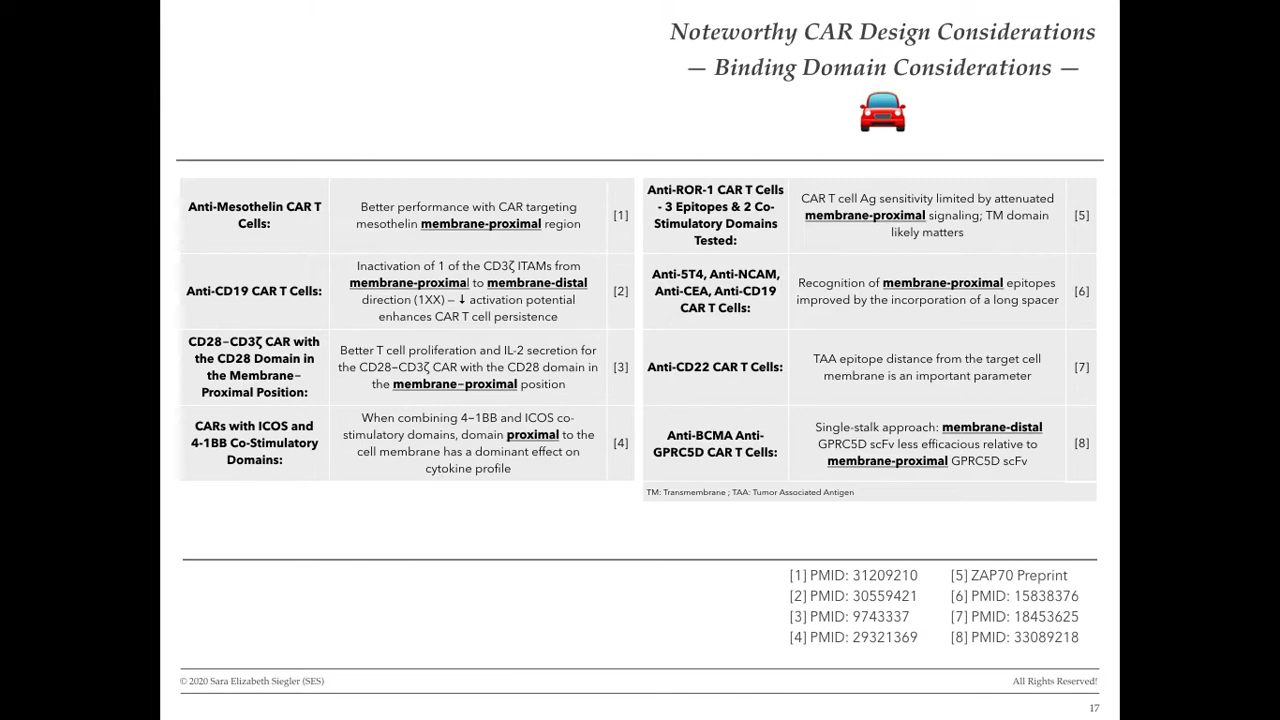 Noteworthy CAR Design Considerations
— Binding Domain Considerations —
Anti-Mesothelin CAR T
Cells:
Better performance with CAR targeting
mesothelin membrane-proximal region
[1]
Anti-CD19 CAR T Cells:
Inactivation of 1 of the CD3ζ ITAMs from
membrane-proximal to membrane-distal
direction (1XX) – ↓ activation potential
enhances CAR T cell persistence
[2]
CD28–CD3ζ CAR with
the CD28 Domain in
the Membrane–
Proximal Position:
Better T cell proliferation and IL-2 secretion for
the CD28–CD3ζ CAR with the CD28 domain in
the membrane–proximal position
[3]
CARs with ICOS and
4-1BB Co-Stimulatory
Domains:
When combining 4–1BB and ICOS co-
stimulatory domains, domain proximal to the
cell membrane has a dominant effect on
cytokine profile
[4]
Anti-ROR-1 CAR T Cells
- 3 Epitopes & 2 Co-
Stimulatory Domains
Tested:
CAR T cell Ag sensitivity limited by attenuated
membrane-proximal signaling; TM domain
likely matters
[5]
Anti-5T4, Anti-NCAM,
Anti-CEA, Anti-CD19
CAR T Cells:
Recognition of membrane-proximal epitopes
improved by the incorporation of a long spacer
[6]
Anti-CD22 CAR T Cells:
TAA epitope distance from the target cell
membrane is an important parameter
[7]
Anti-BCMA Anti-
GPRC5D CAR T Cells:
Single-stalk approach: membrane-distal
GPRC5D scFv less efficacious relative to
membrane-proximal GPRC5D scFv
[8]
TM: Transmembrane ; TAA: Tumor Associated Antigen
[1] PMID: 31209210
[2] PMID: 30559421
[3] PMID: 9743337
[4] PMID: 29321369
[5] ZAP70 Preprint
[6] PMID: 15838376
[7] PMID: 18453625
[8] PMID: 33089218
© 2020 Sara Elizabeth Siegler (SES)
All Rights Reserved!
17